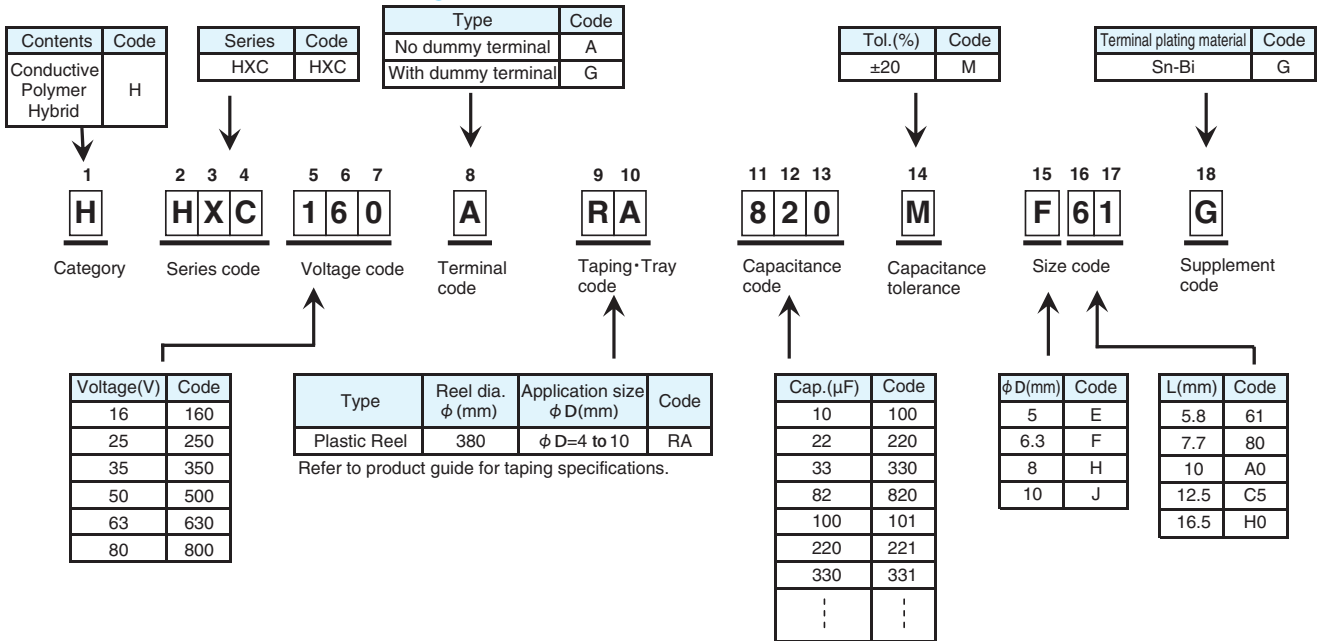 Contents Code
Conductive Polymer Hybrid H
Series Code
HXC HXC
Type Code
No dummy terminal A
With dummy terminal G
Tol.(%) Code
±20 M
Terminal plating material Code
Sn-Bi G
1 2 3 4 5 6 7 8 9 10 11 12 13 14 15 16 17 18
H H X C 1 6 0 A R A 8 2 0 M F 6 1 G
Category
Series code
Voltage code
Terminal
code
Taping・Tray
code
Capacitance
code
Capacitance
tolerance
Size code
Supplement
code
Voltage(V) Code
16 160
25 250
35 350
50 500
63 630
80 800
Type Reel dia. φ (mm) Application size φ D(mm) Code
Plastic Reel 380 φ D=4 to 10 RA
Refer to product guide for taping specifications.
Cap.(μF) Code
10 100
22 220
33 330
82 820
100 101
220 221
330 331
φ D(mm) Code
5 E
6.3 F
8 H
10 J
L(mm) Code
5.8 61
7.7 80
10 A0
12.5 C5
16.5 H0